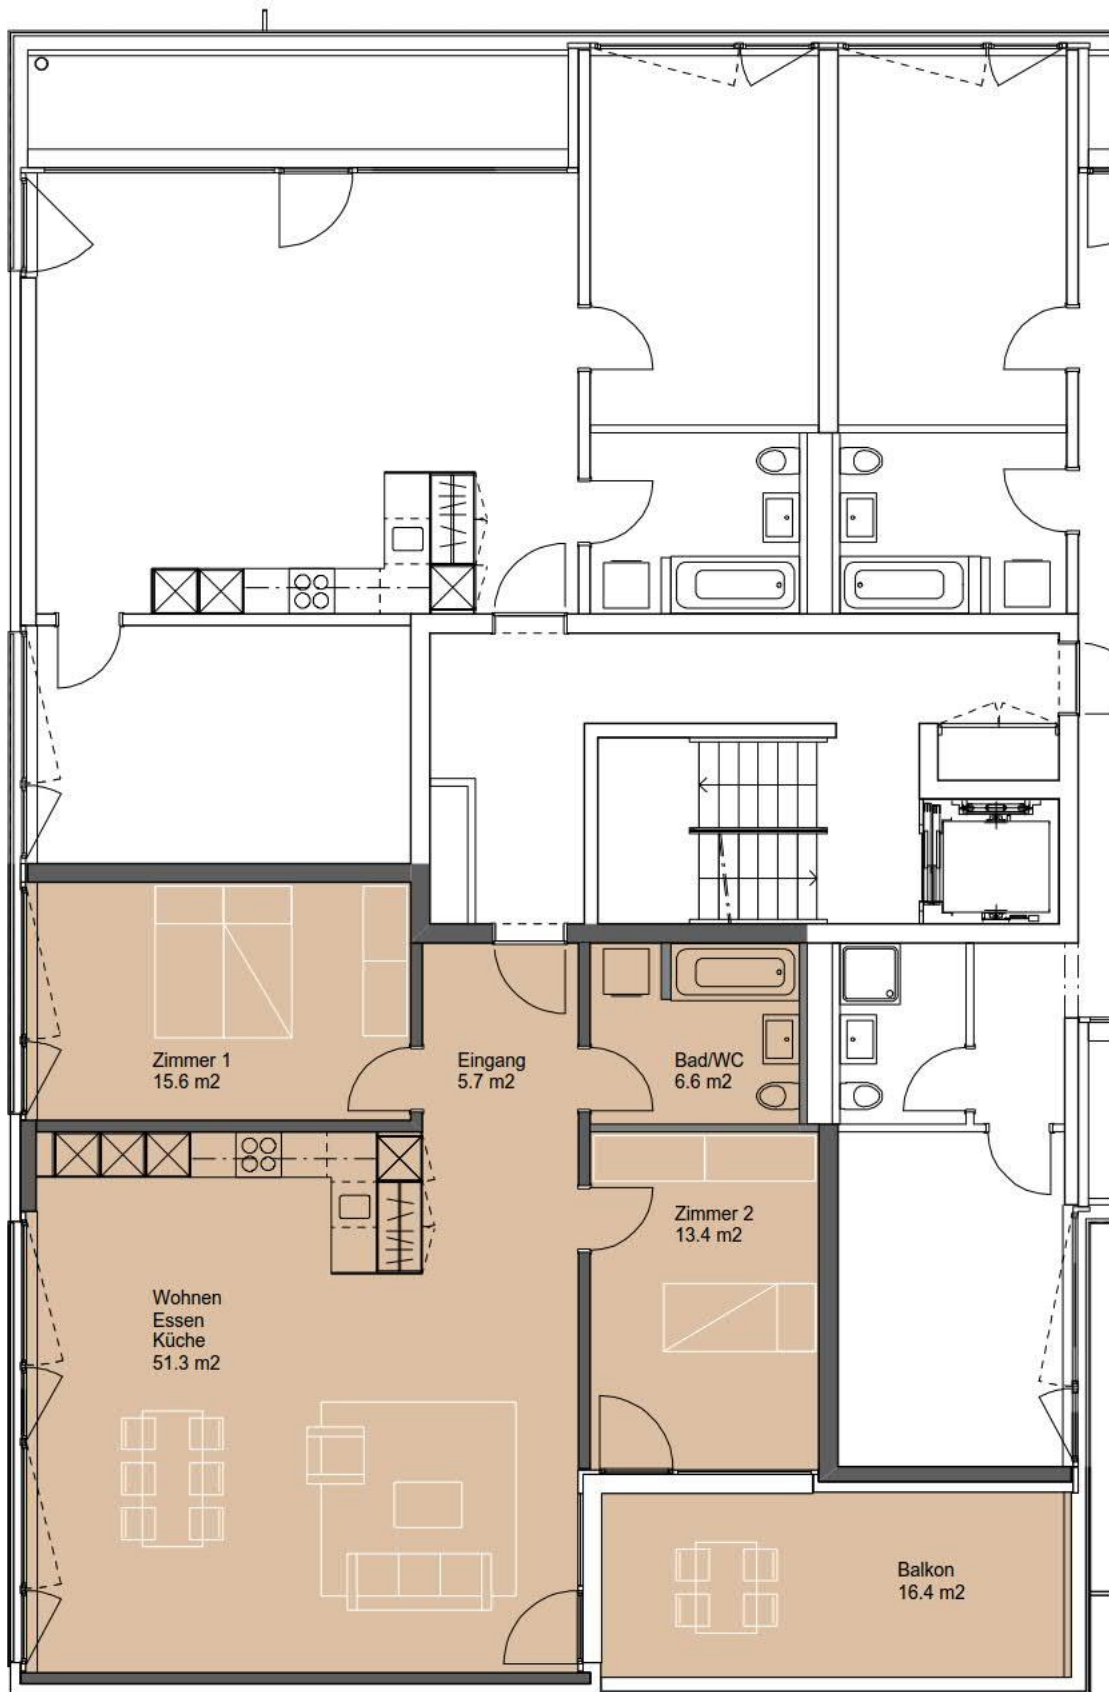 Zimmer 1
15.6 m2
Eingang
5.7 m2
Bad/WC
6.6 m2
Zimmer 2
13.4 m2
Wohnen
Essen
Küche
51.3 m2
Balkon
16.4 m2